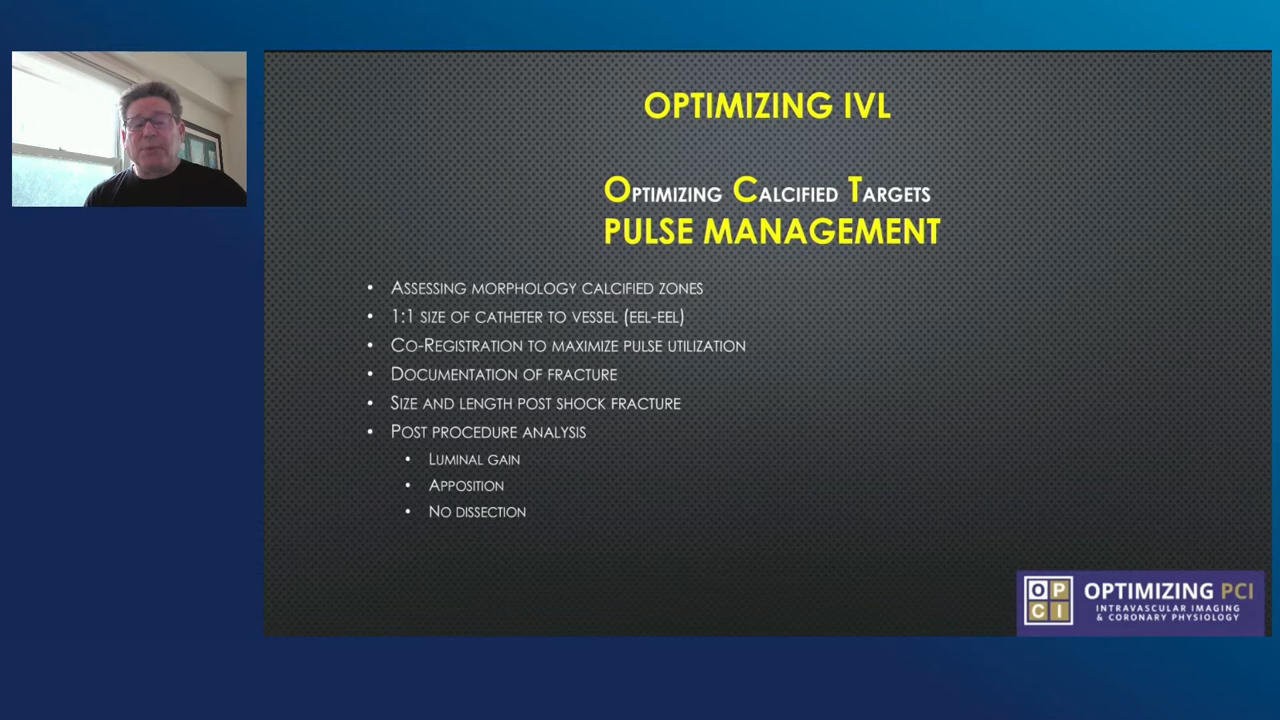 OPTIMIZING IVL
OPTIMIZING CALCIFIED TARGETS
PULSE MANAGEMENT
• ASSESSING MORPHOLOGY CALCIFIED ZONES
• 1:1 SIZE OF CATHETER TO VESSEL (EEL-EEL)
• CO-REGISTRATION TO MAXIMIZE PULSE UTILIZATION
• DOCUMENTATION OF FRACTURE
• SIZE AND LENGTH POST SHOCK FRACTURE
• POST PROCEDURE ANALYSIS
• LUMINAL GAIN
• APPOSITION
• NO DISSECTION
OP
CI
OPTIMIZING PCI
INTRAVASCULAR IMAGING
& CORONARY PHYSIOLOGY